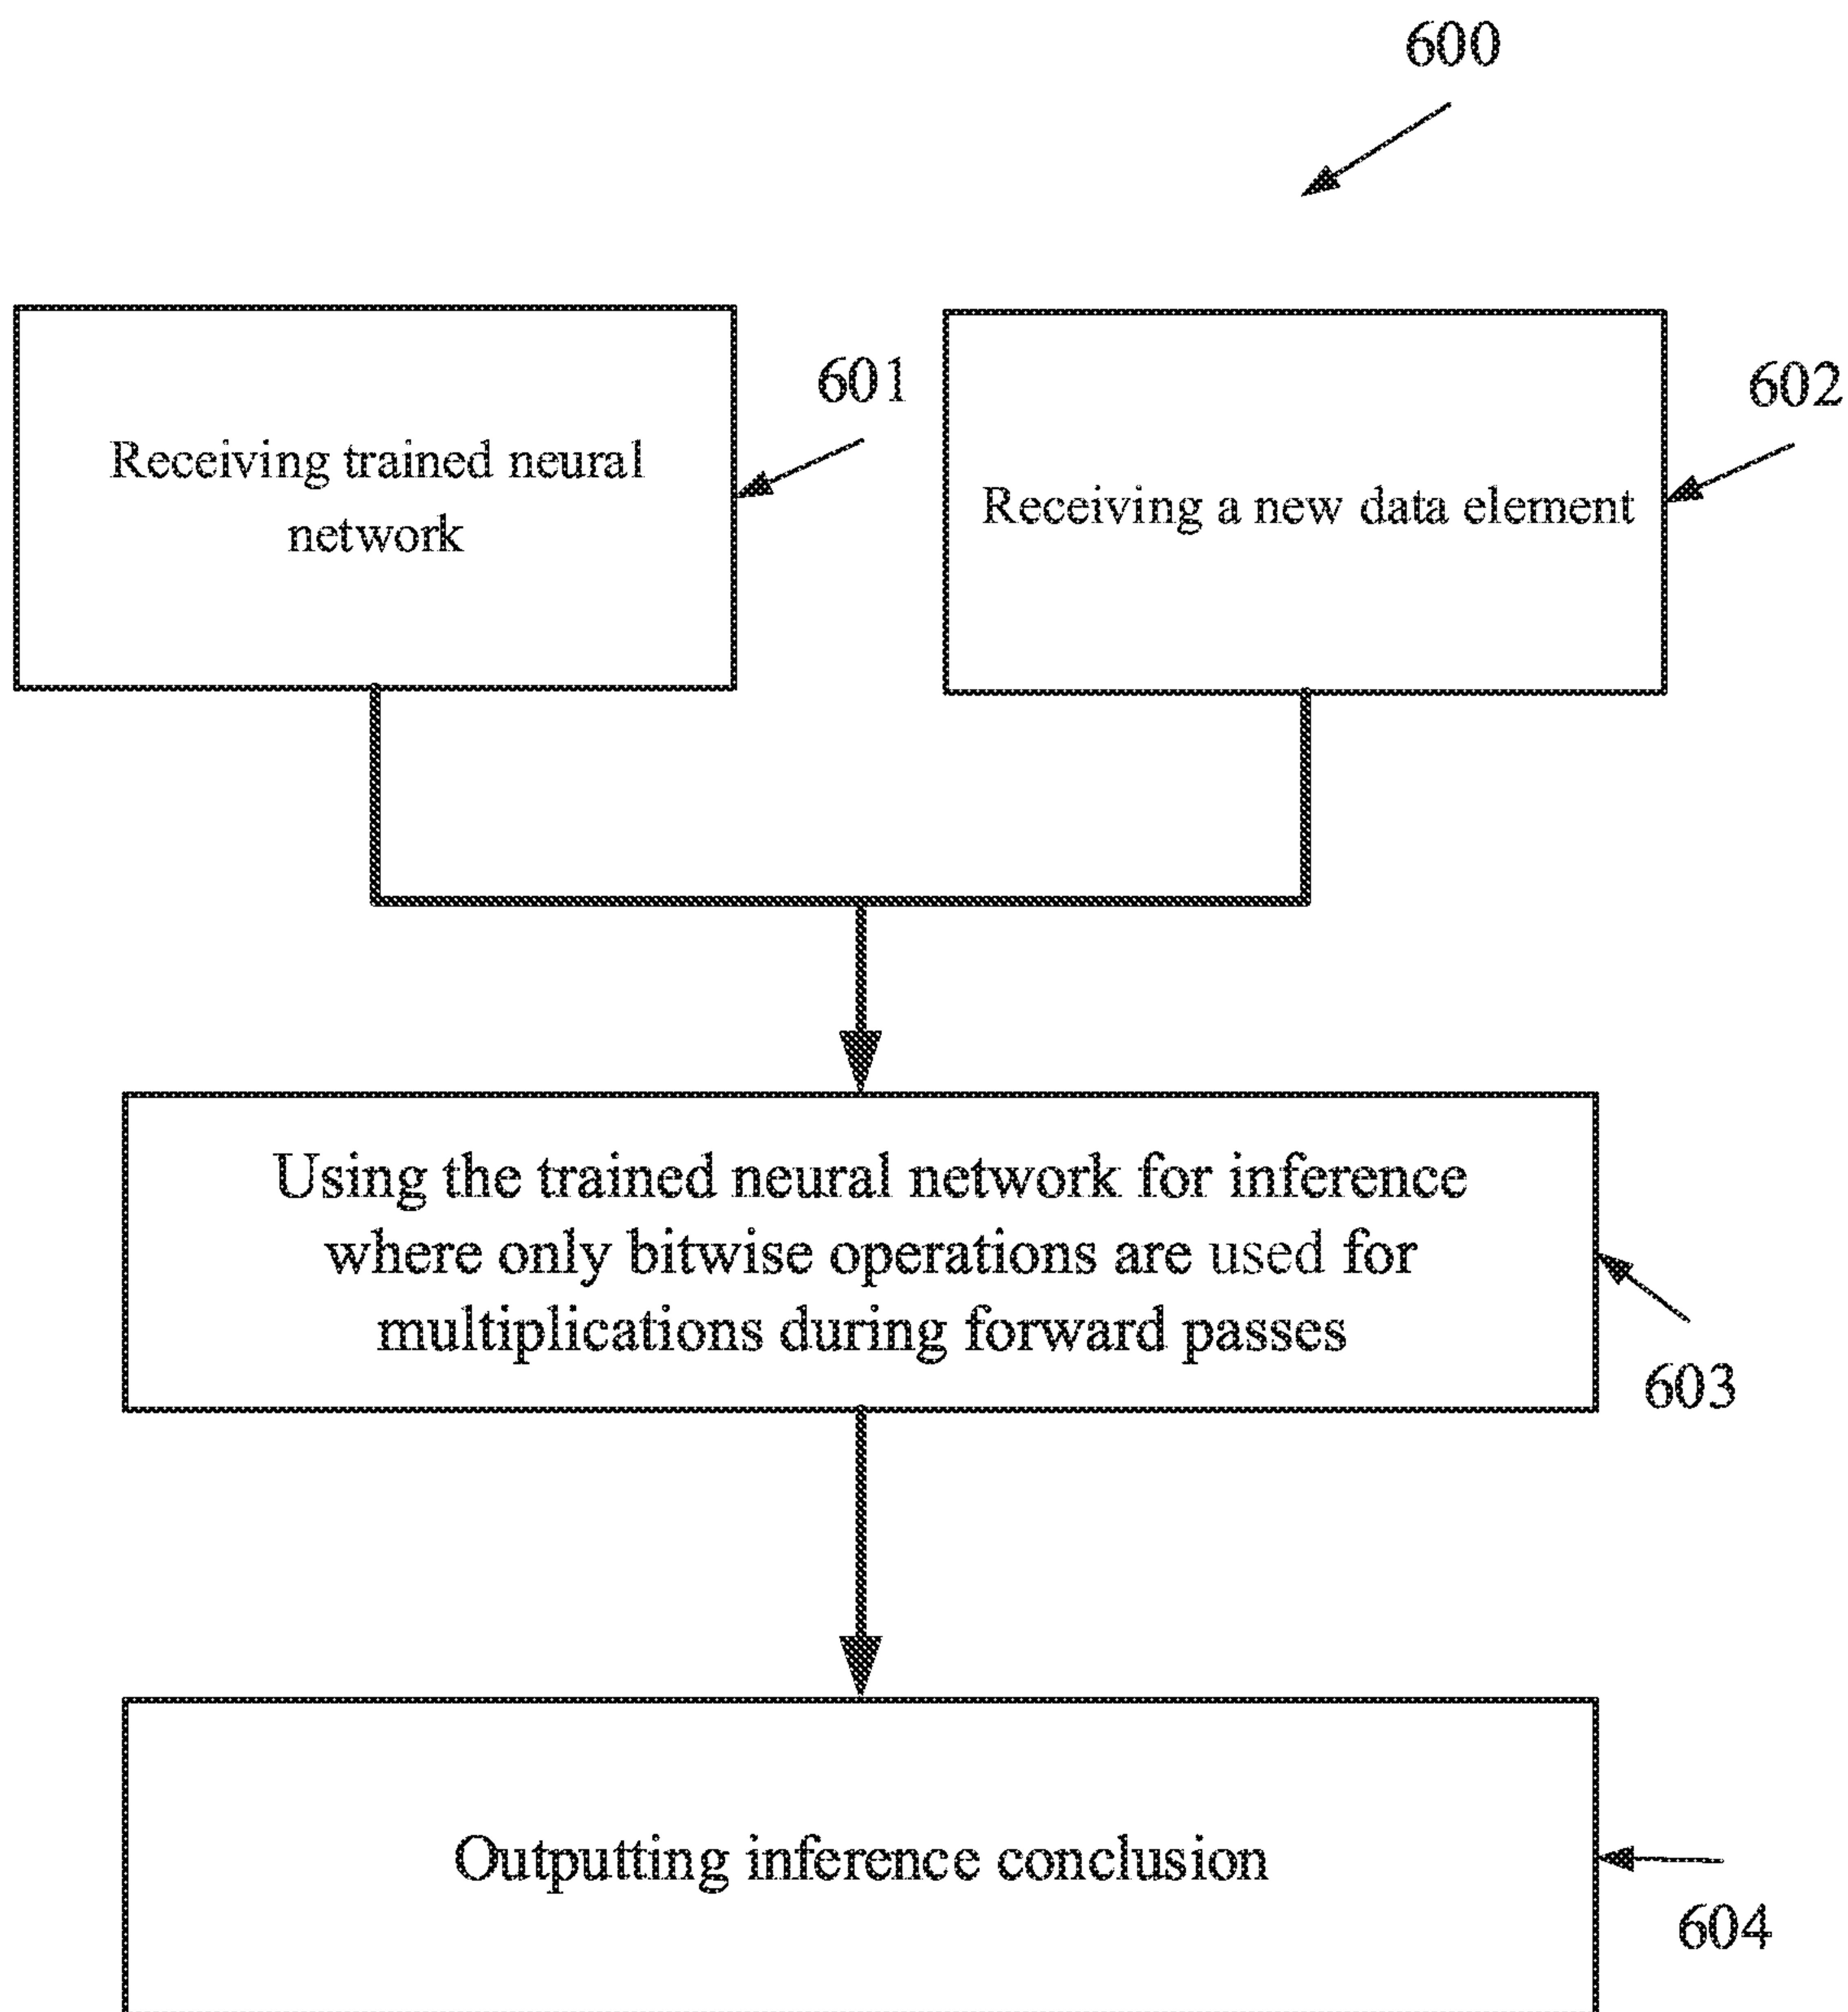 600
601
Receiving trained neural
network
602
Receiving a new data element
Using the trained neural network for inference
where only bitwise operations are used for
multiplications during forward passes
603
Outputting inference conclusion
604